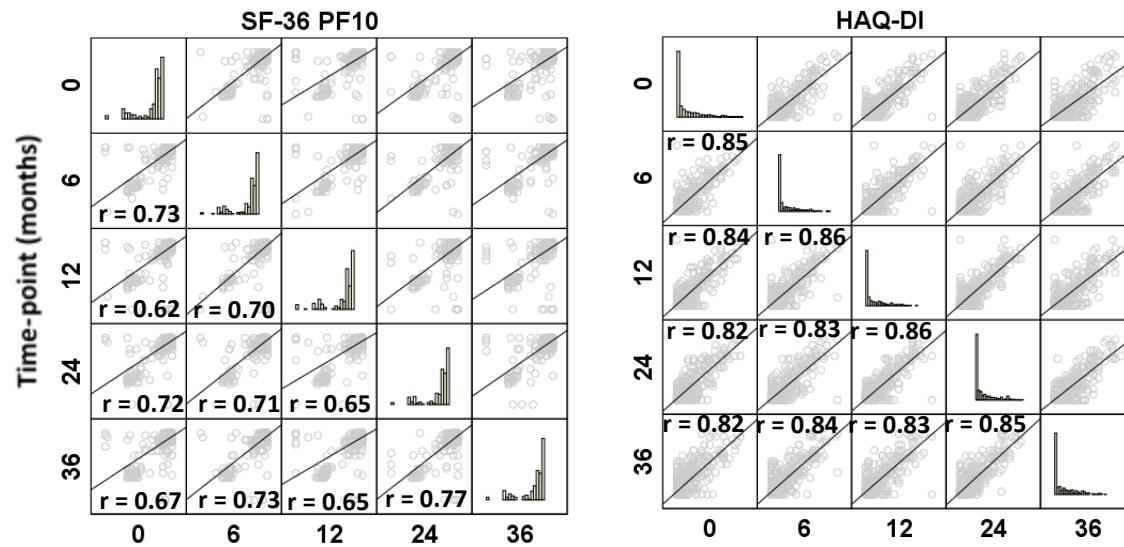 SF-36 PF10
HAQ-DI
Time-point (months)
0
6
r = 0.73
12
r = 0.62 r = 0.70
24
r = 0.72 r = 0.71 r = 0.65
36
r = 0.67 r = 0.73 r = 0.65 r = 0.77
0 6 12 24 36
0
r = 0.85
6
r = 0.84 r = 0.86
12
r = 0.82 r = 0.83 r = 0.86
24
r = 0.82 r = 0.84 r = 0.83 r = 0.85
36
0 6 12 24 36